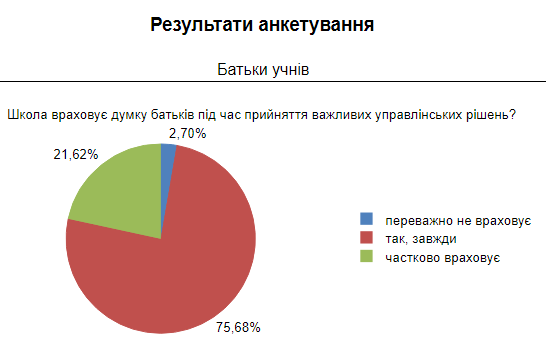 Результати анкетування
Батьки учнів
Школа враховує думку батьків під час прийняття важливих управлінських рішень?
2,70%
21,62%
переважно не враховує
так, завжди
частково враховує
75,68%